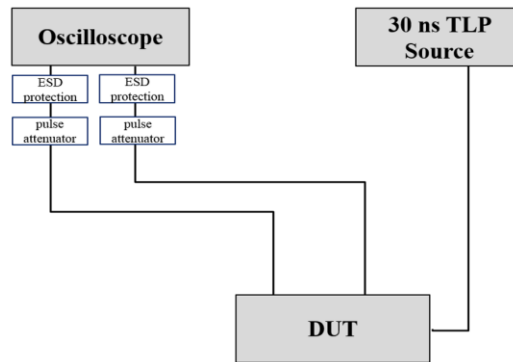 Oscilloscope
30 ns TLP
Source
ESD
protection
ESD
protection
pulse
attenuator
pulse
attenuator
DUT